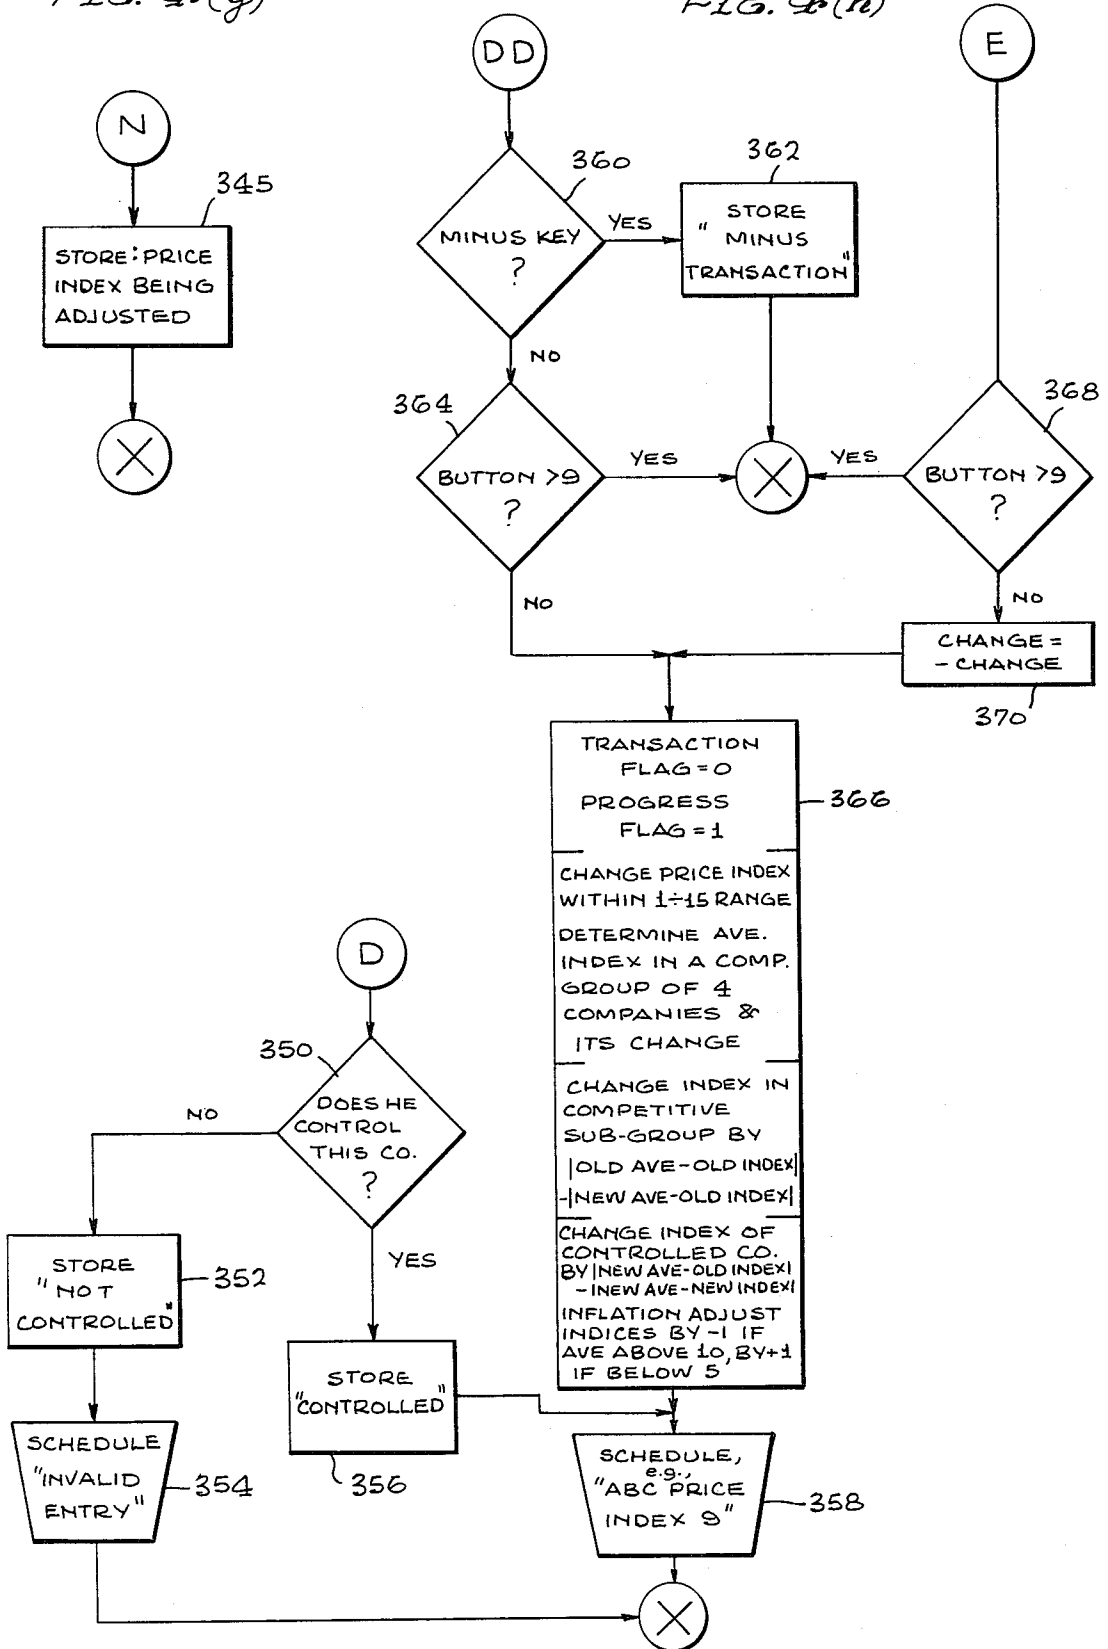 FIG.
(g)
FIG.
(h)
N
345
STORE: PRICE
INDEX BEING
ADJUSTED
X
DD
360
MINUS KEY
?
YES
362
STORE
" MINUS
TRANSACTION"
NO
364
BUTTON >9
?
YES
X
YES
E
368
BUTTON >9
?
NO
NO
CHANGE =
- CHANGE
370
TRANSACTION
FLAG = 0
PROGRESS
FLAG = 1
366
CHANGE PRICE INDEX
WITHIN 1÷15 RANGE
DETERMINE AVE.
INDEX IN A COMP.
GROUP OF 4
COMPANIES &
ITS CHANGE
CHANGE INDEX IN
COMPETITIVE
SUB-GROUP BY
|OLD AVE-OLD INDEX|
-|NEW AVE-OLD INDEX|
CHANGE INDEX OF
CONTROLLED CO.
BY |NEW AVE-OLD INDEX|
-|NEW AVE-NEW INDEX|
INFLATION ADJUST
INDICES BY -1 IF
AVE ABOVE 10, BY+1
IF BELOW 5
D
350
DOES HE
CONTROL
THIS CO.
?
NO
YES
STORE
"NOT
CONTROLLED"
352
SCHEDULE
"INVALID
ENTRY"
354
STORE
"CONTROLLED"
356
SCHEDULE,
e.g.,
"ABC PRICE
INDEX 9"
358
X